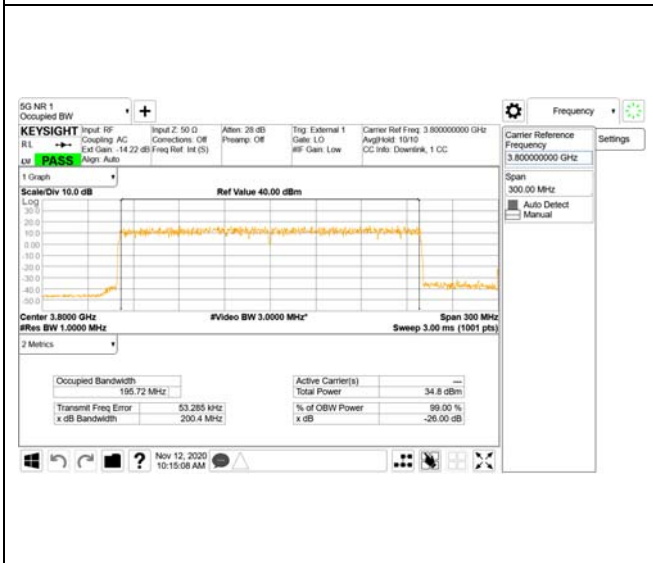 5G NR 1
Occupied BW
Frequency
KEYSIGHT Input: RF Input Z: 50 Ω Atten: 28 dB Trig: External 1 Carrier Ref Freq: 3.800000000 GHz
RL Coupling: AC Corrections: Off Preamp: Off Gate: LO Avg|Hold: 10/10
Ext Gain: -14.22 dB Freq Ref: Int (S) #IF Gain: Low CC Info: Downlink, 1 CC
PASS Align: Auto
Carrier Reference
Frequency
3.800000000 GHz
Settings
Span
300.00 MHz
Auto Detect
Manual
1 Graph
Scale/Div 10.0 dB Ref Value 40.00 dBm
Log
30.0
20.0
10.0
0.00
-10.0
-20.0
-30.0
-40.0
-50.0
Center 3.8000 GHz #Video BW 3.0000 MHz* Span 300 MHz
#Res BW 1.0000 MHz Sweep 3.00 ms (1001 pts)
2 Metrics
Occupied Bandwidth Active Carrier(s) ---
195.72 MHz Total Power 34.8 dBm
Transmit Freq Error 53.285 kHz % of OBW Power 99.00 %
x dB Bandwidth 200.4 MHz x dB -26.00 dB
? Nov 12, 2020
10:15:08 AM